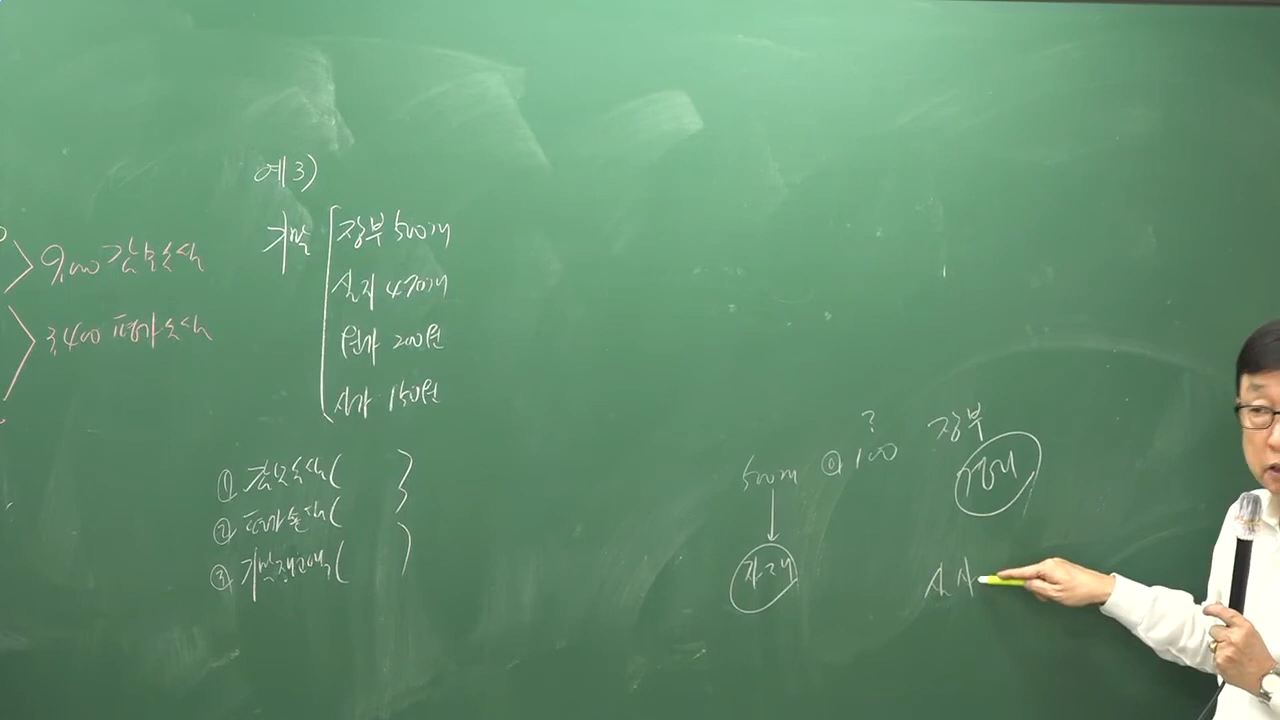 9,000 감모손실
3,400 평가손실
예3)
기말
장부 500개
실지 470개
원가 200원
시가 150원
① 감모손실( )
② 평가손실( )
③ 기말재고액( )
500개 @100
?
장부
실사